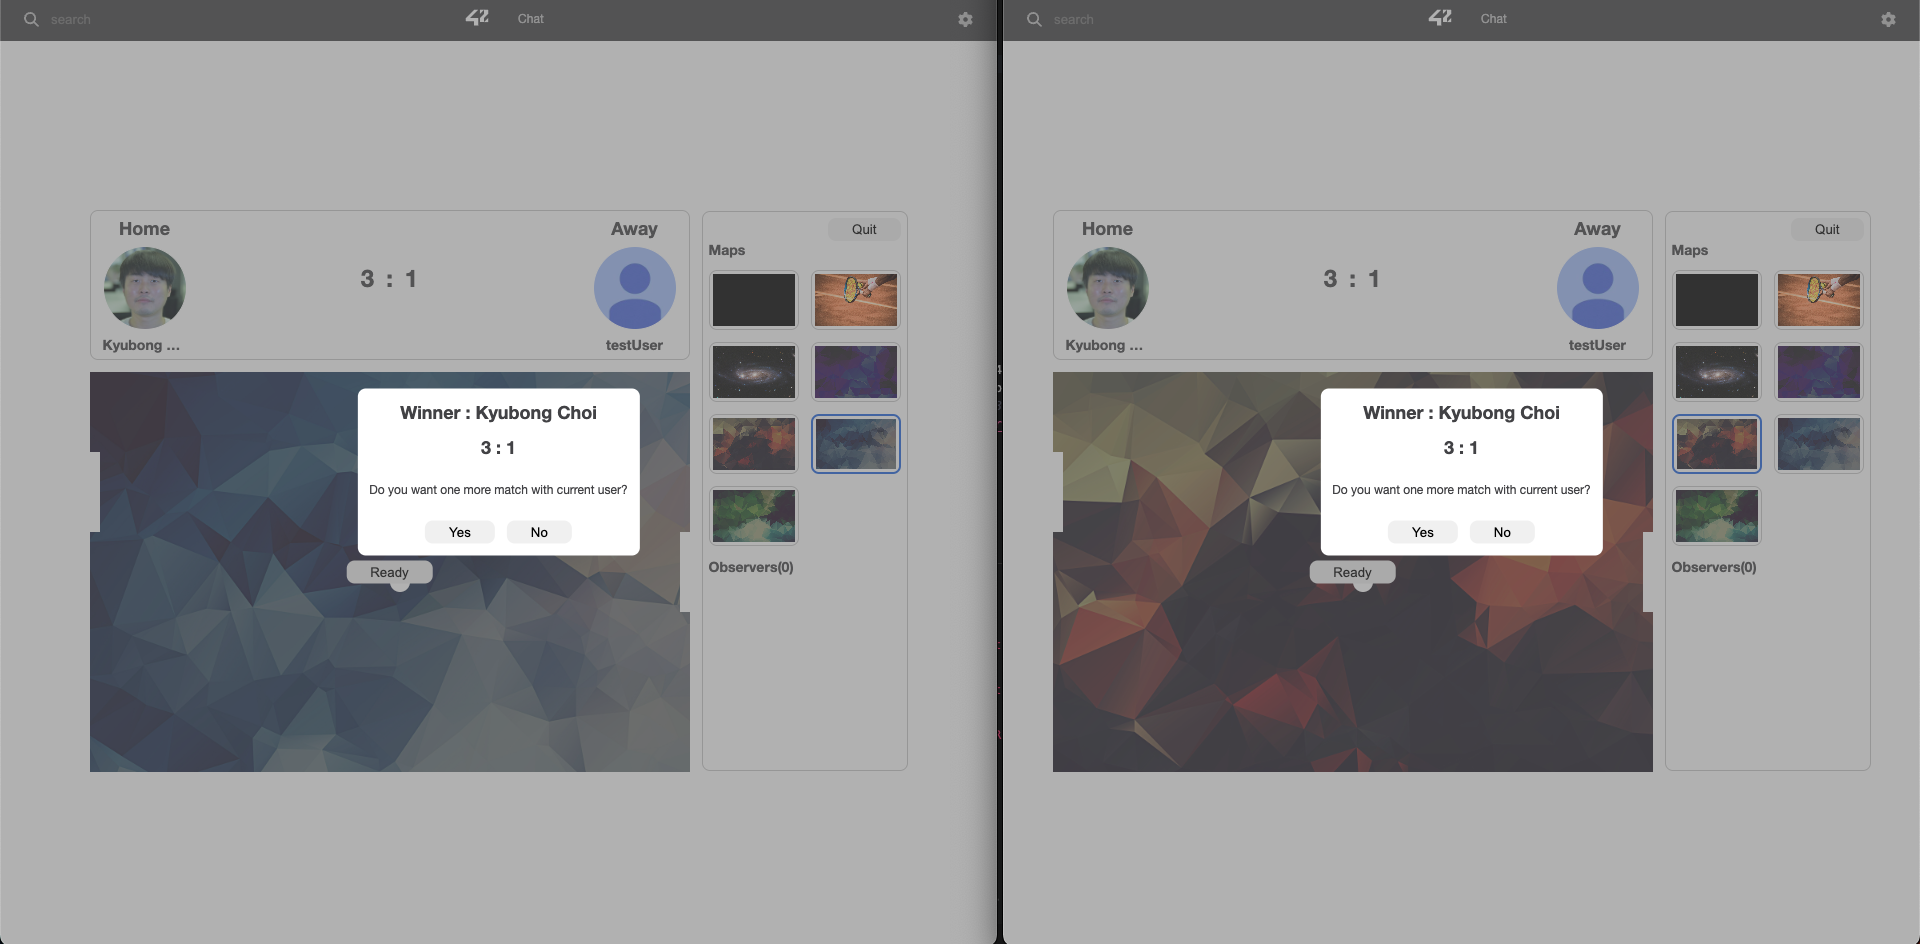 search
42
Chat
Home
Away
Quit
Maps
3 : 1
Kyubong ...
testUser
Winner : Kyubong Choi
3 : 1
Do you want one more match with current user?
Yes
No
Ready
Observers(0)
search
42
Chat
Home
Away
Quit
Maps
3 : 1
Kyubong ...
testUser
Winner : Kyubong Choi
3 : 1
Do you want one more match with current user?
Yes
No
Ready
Observers(0)